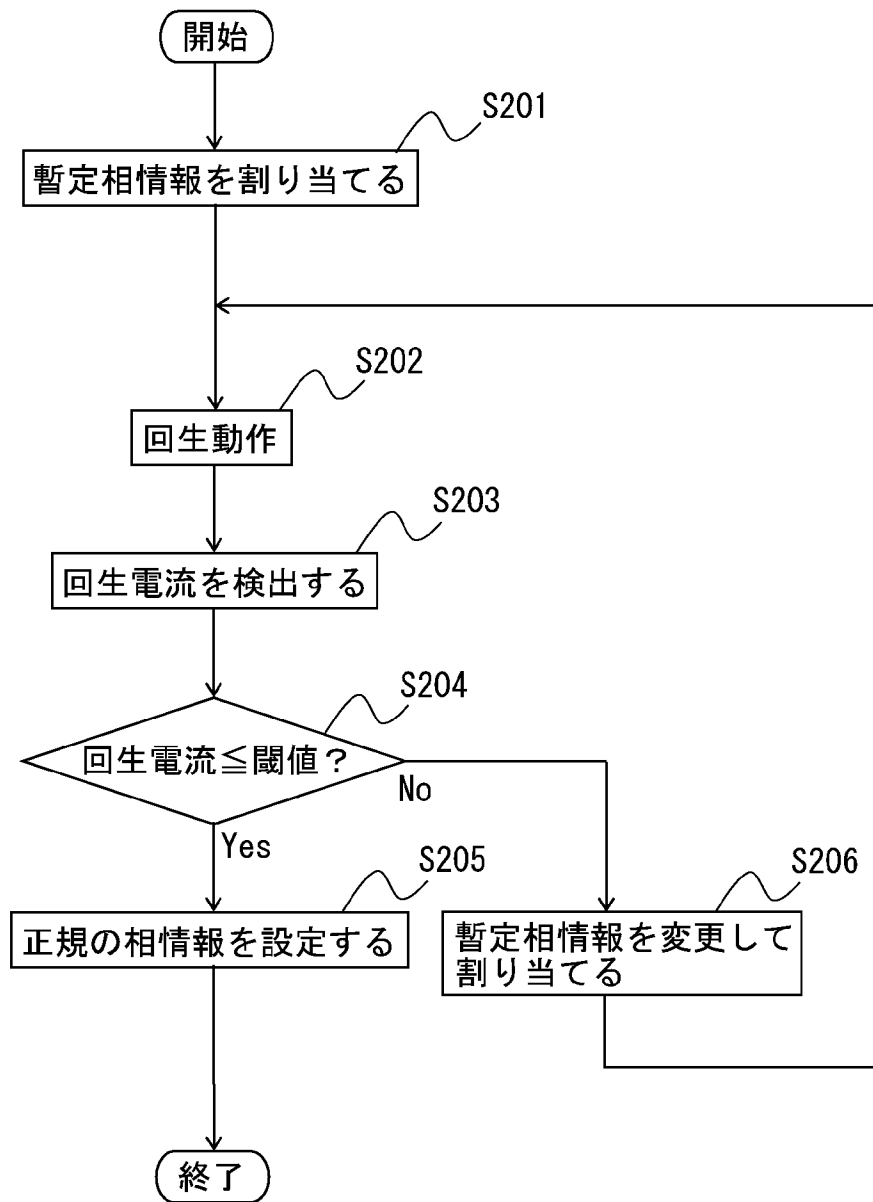 開始
S201
暫定相情報を割り当てる
S202
回生動作
S203
回生電流を検出する
S204
回生電流≦閾値？
No
Yes
S205
正規の相情報を設定する
S206
暫定相情報を変更して
割り当てる
終了